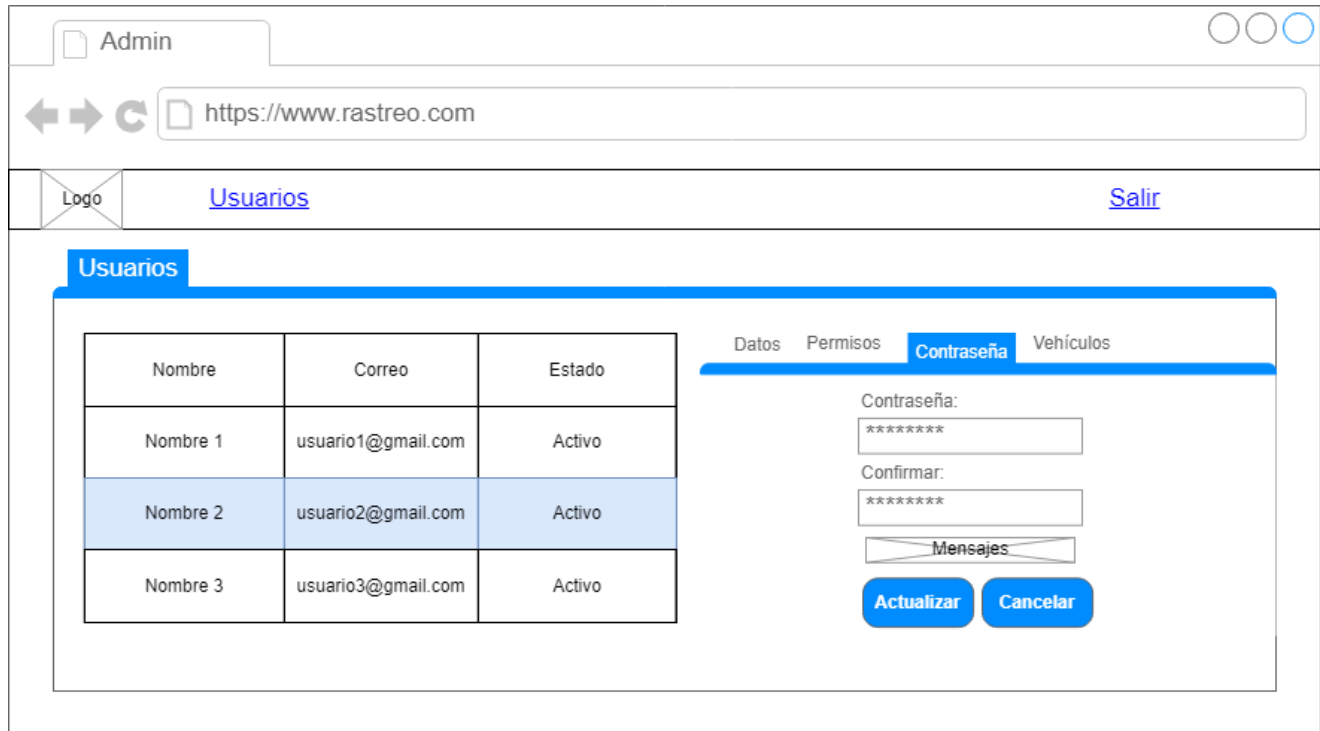 Admin
https://www.rastreo.com
Logo
Usuarios
Salir
Usuarios
Nombre Correo Estado
Nombre 1 usuario1@gmail.com Activo
Nombre 2 usuario2@gmail.com Activo
Nombre 3 usuario3@gmail.com Activo
Datos Permisos Contraseña Vehículos
Contraseña:
********
Confirmar:
********
Mensajes
Actualizar Cancelar